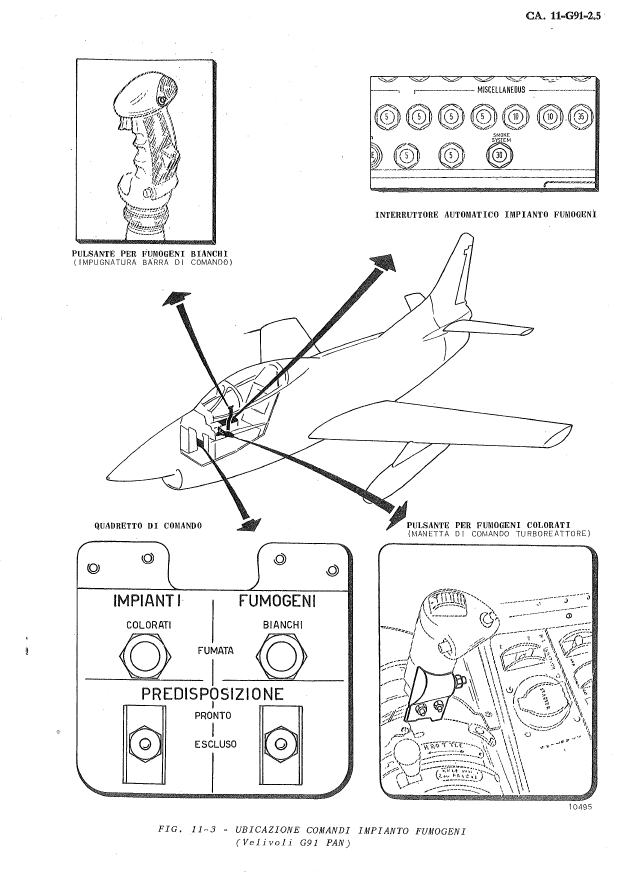 CA. 11-G91-2.5
MISCELLANEOUS
5 5 5 5 10 10 35
SMOKE
SYSTEM
5 5 30
INTERRUTTORE AUTOMATICO IMPIANTO FUMOGENI
PULSANTE PER FUMOGENI BIANCHI
(IMPUGNATURA BARRA DI COMANDO)
QUADRETTO DI COMANDO
PULSANTE PER FUMOGENI COLORATI
(MANETTA DI COMANDO TURBOREATTORE)
IMPIANTI FUMOGENI
COLORATI BIANCHI
FUMATA
PREDISPOSIZIONE
PRONTO
ESCLUSO
STARTER
THROTTLE
10495
FIG. 11-3 - UBICAZIONE COMANDI IMPIANTO FUMOGENI
(Velivoli G91 PAN)